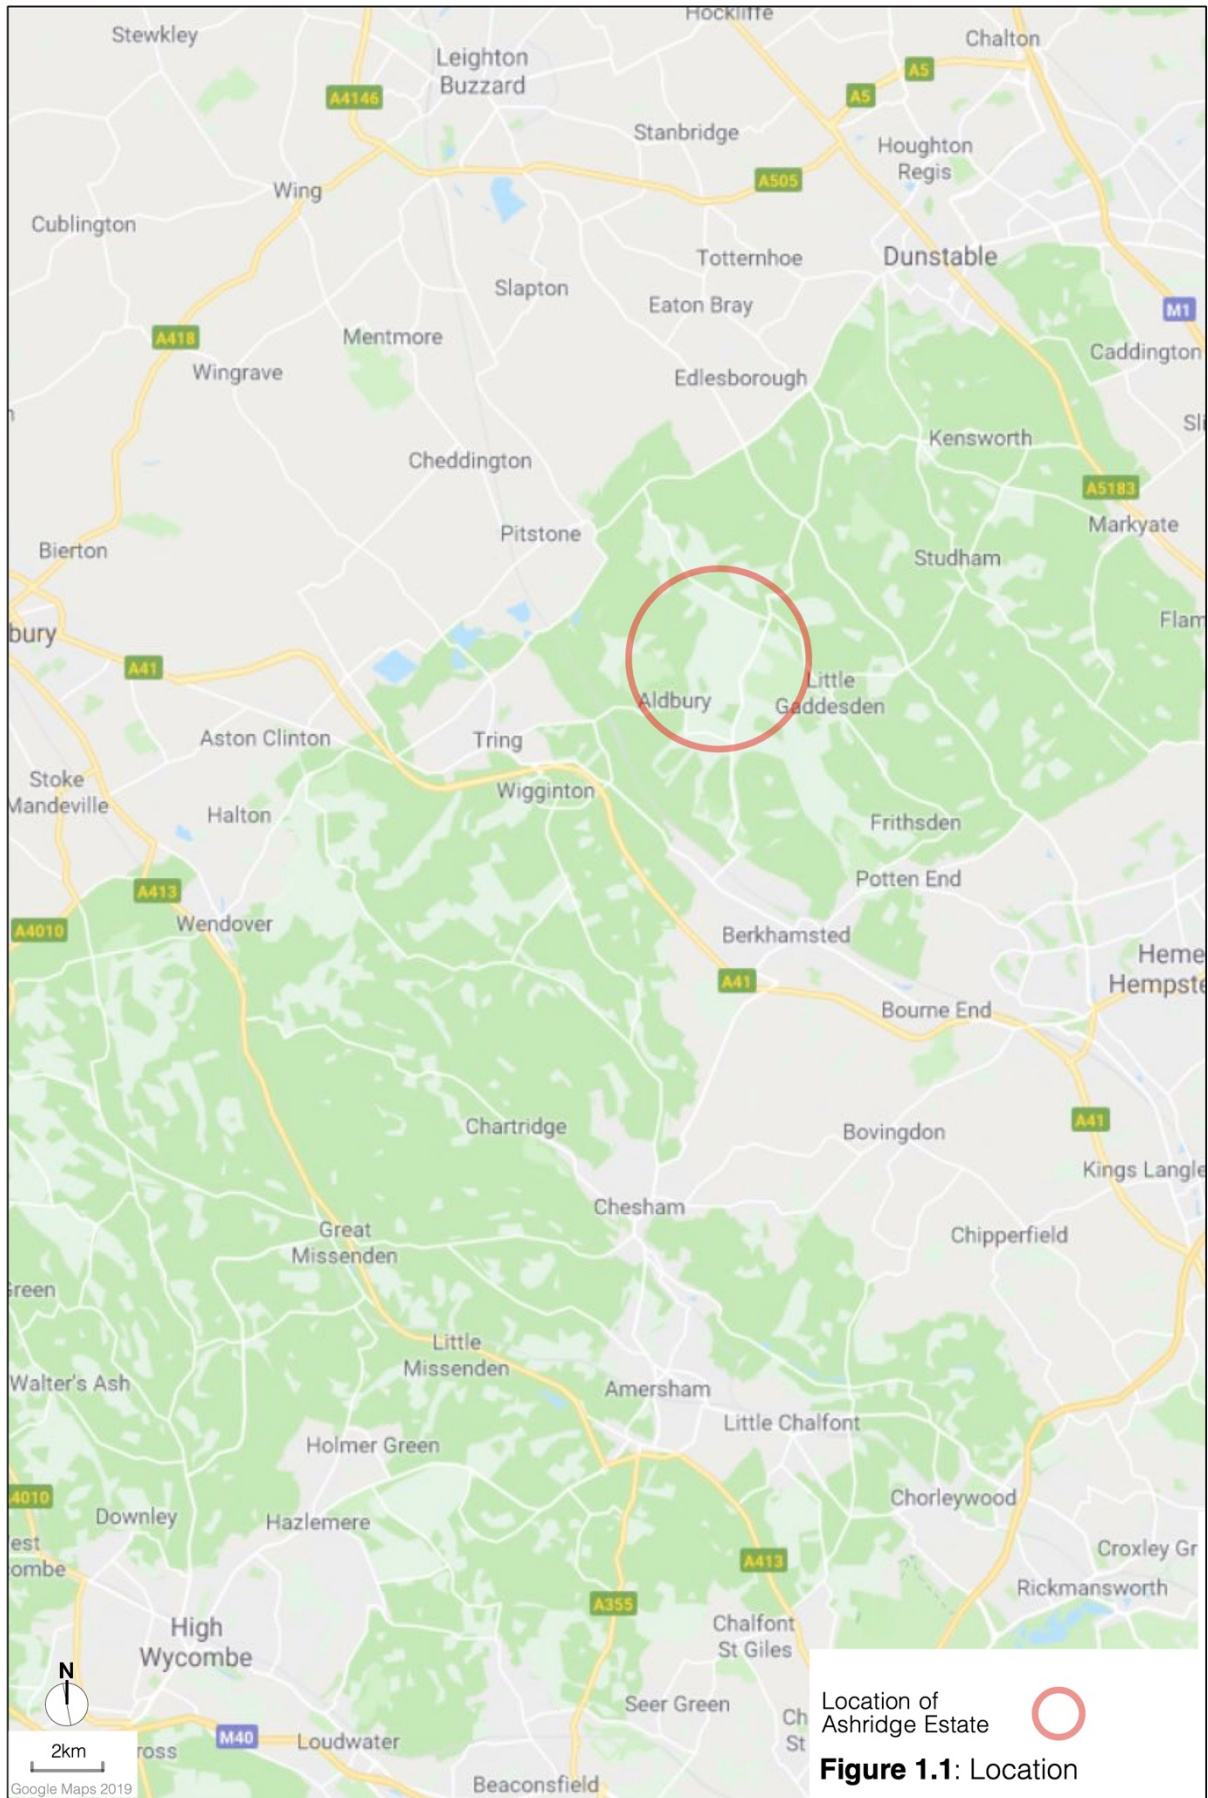 Hockliffe
Stewkley
Chalton
Leighton
Buzzard
A5
A5
A4146
Stanbridge
Houghton
Regis
A505
Wing
Cublington
Totternhoe
Dunstable
Slapton
Eaton Bray
M1
A418
Mentmore
Caddington
Wingrave
Edlesborough
Sli
Kensworth
Cheddington
A5183
Markyate
Pitstone
Bierton
Studham
Flam
bury
A41
Little
Gaddesden
Aldbury
Aston Clinton
Tring
Stoke
Mandeville
Wigginton
Halton
Frithsden
Potten End
A413
Wendover
A4010
Berkhamsted
Heme
Hempste
A41
Bourne End
Chartridge
Bovingdon
A41
Kings Langle
Chesham
Great
Missenden
Chipperfield
Green
Little
Missenden
Walter's Ash
Amersham
Little Chalfont
Holmer Green
4010
Chorleywood
Downley
Hazlemere
est
ombe
Croxley Gr
A413
Rickmansworth
A355
High
Wycombe
Chalfont
St Giles
N
Seer Green
Ch
St
Location of
Ashridge Estate
M40
Loudwater
2km
ross
Figure 1.1: Location
Beaconsfield
Google Maps 2019